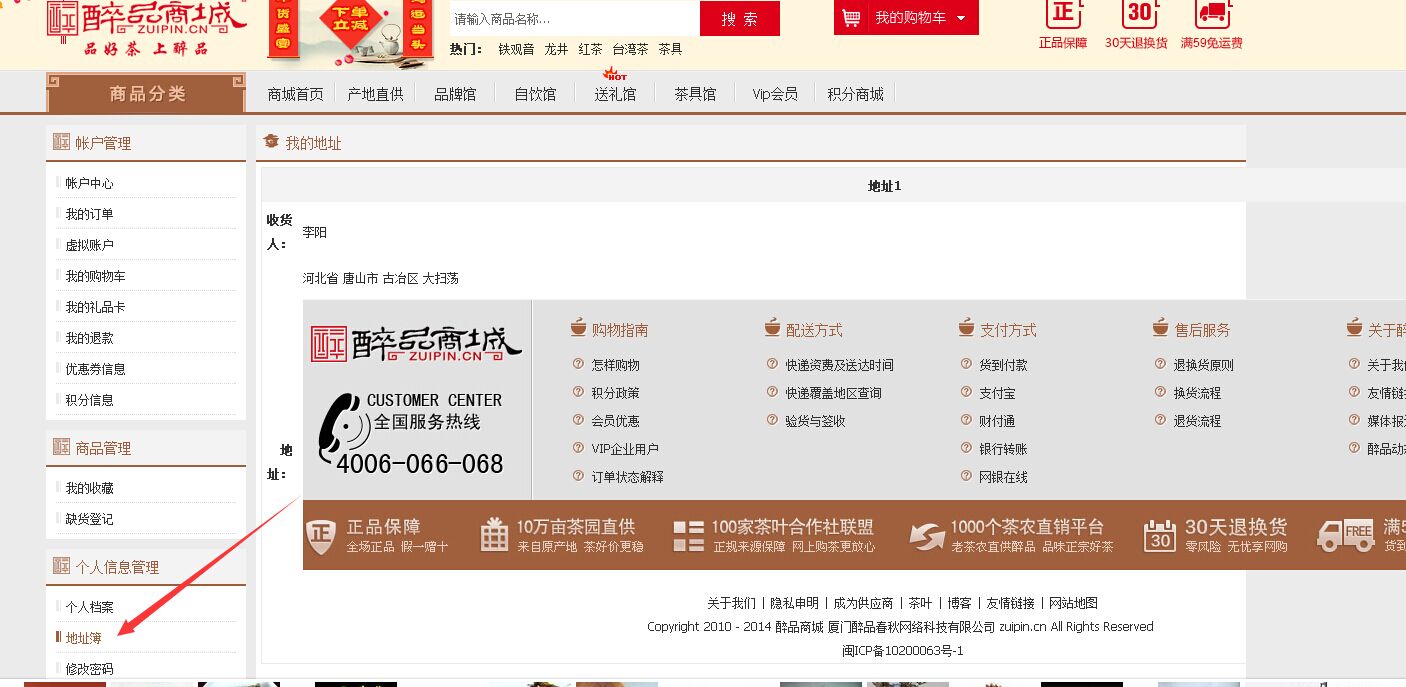 醉品商城
ZUIPIN.CN
品好茶 上醉品
年货盛宴
下单立减
请输入商品名称...
搜 索
热门： 铁观音 龙井 红茶 台湾茶 茶具
我的购物车
正
30
正品保障 30天退换货 满59免运费
商品分类
商城首页 产地直供 品牌馆 自饮馆 送礼馆 HOT 茶具馆 Vip会员 积分商城
帐户管理
帐户中心
我的订单
虚拟账户
我的购物车
我的礼品卡
我的退款
优惠券信息
积分信息
商品管理
我的收藏
缺货登记
个人信息管理
个人档案
地址簿
修改密码
我的地址
地址1
收货人：
李阳
地址：
河北省 唐山市 古冶区 大扫荡
醉品商城
ZUIPIN.CN
CUSTOMER CENTER
全国服务热线
4006-066-068
购物指南
怎样购物
积分政策
会员优惠
VIP企业用户
订单状态解释
配送方式
快递资费及送达时间
快递覆盖地区查询
验货与签收
支付方式
货到付款
支付宝
财付通
银行转账
网银在线
售后服务
退换货原则
换货流程
退货流程
关于醉
关于我们
友情链
媒体报
醉品动
正
正品保障
全场正品 假一赠十
10万亩茶园直供
来自原产地 茶好价更稳
100家茶叶合作社联盟
正规来源保障 网上购茶更放心
1000个茶农直销平台
老茶农直供醉品 品味正宗好茶
30
30天退换货
零风险 无忧享网购
FREE
满5
货到
关于我们 | 隐私申明 | 成为供应商 | 茶叶 | 博客 | 友情链接 | 网站地图
Copyright 2010 - 2014 醉品商城 厦门醉品春秋网络科技有限公司 zuipin.cn All Rights Reserved
闽ICP备10200063号-1